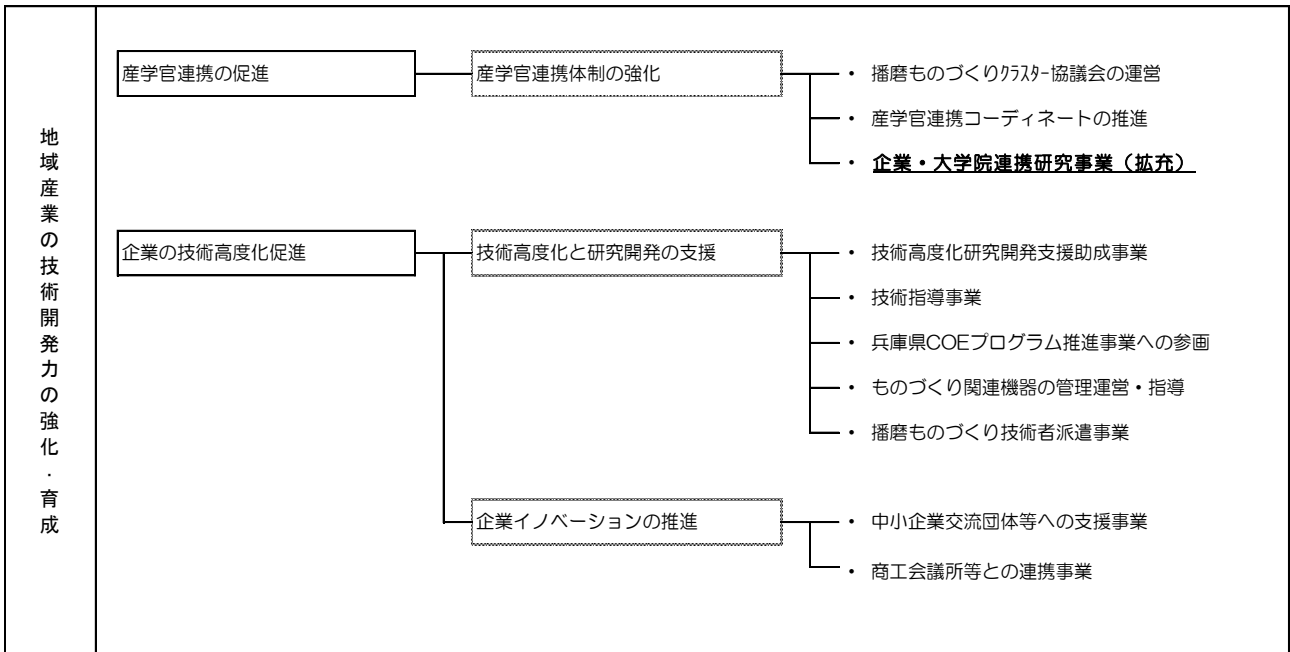 地域産業の技術開発力の強化・育成
産学官連携の促進
産学官連携体制の強化
・ 播磨ものづくりｸﾗｽﾀｰ協議会の運営
・ 産学官連携コーディネートの推進
・ 企業・大学院連携研究事業（拡充）
企業の技術高度化促進
技術高度化と研究開発の支援
・ 技術高度化研究開発支援助成事業
・ 技術指導事業
・ 兵庫県COEプログラム推進事業への参画
・ ものづくり関連機器の管理運営・指導
・ 播磨ものづくり技術者派遣事業
企業イノベーションの推進
・ 中小企業交流団体等への支援事業
・ 商工会議所等との連携事業